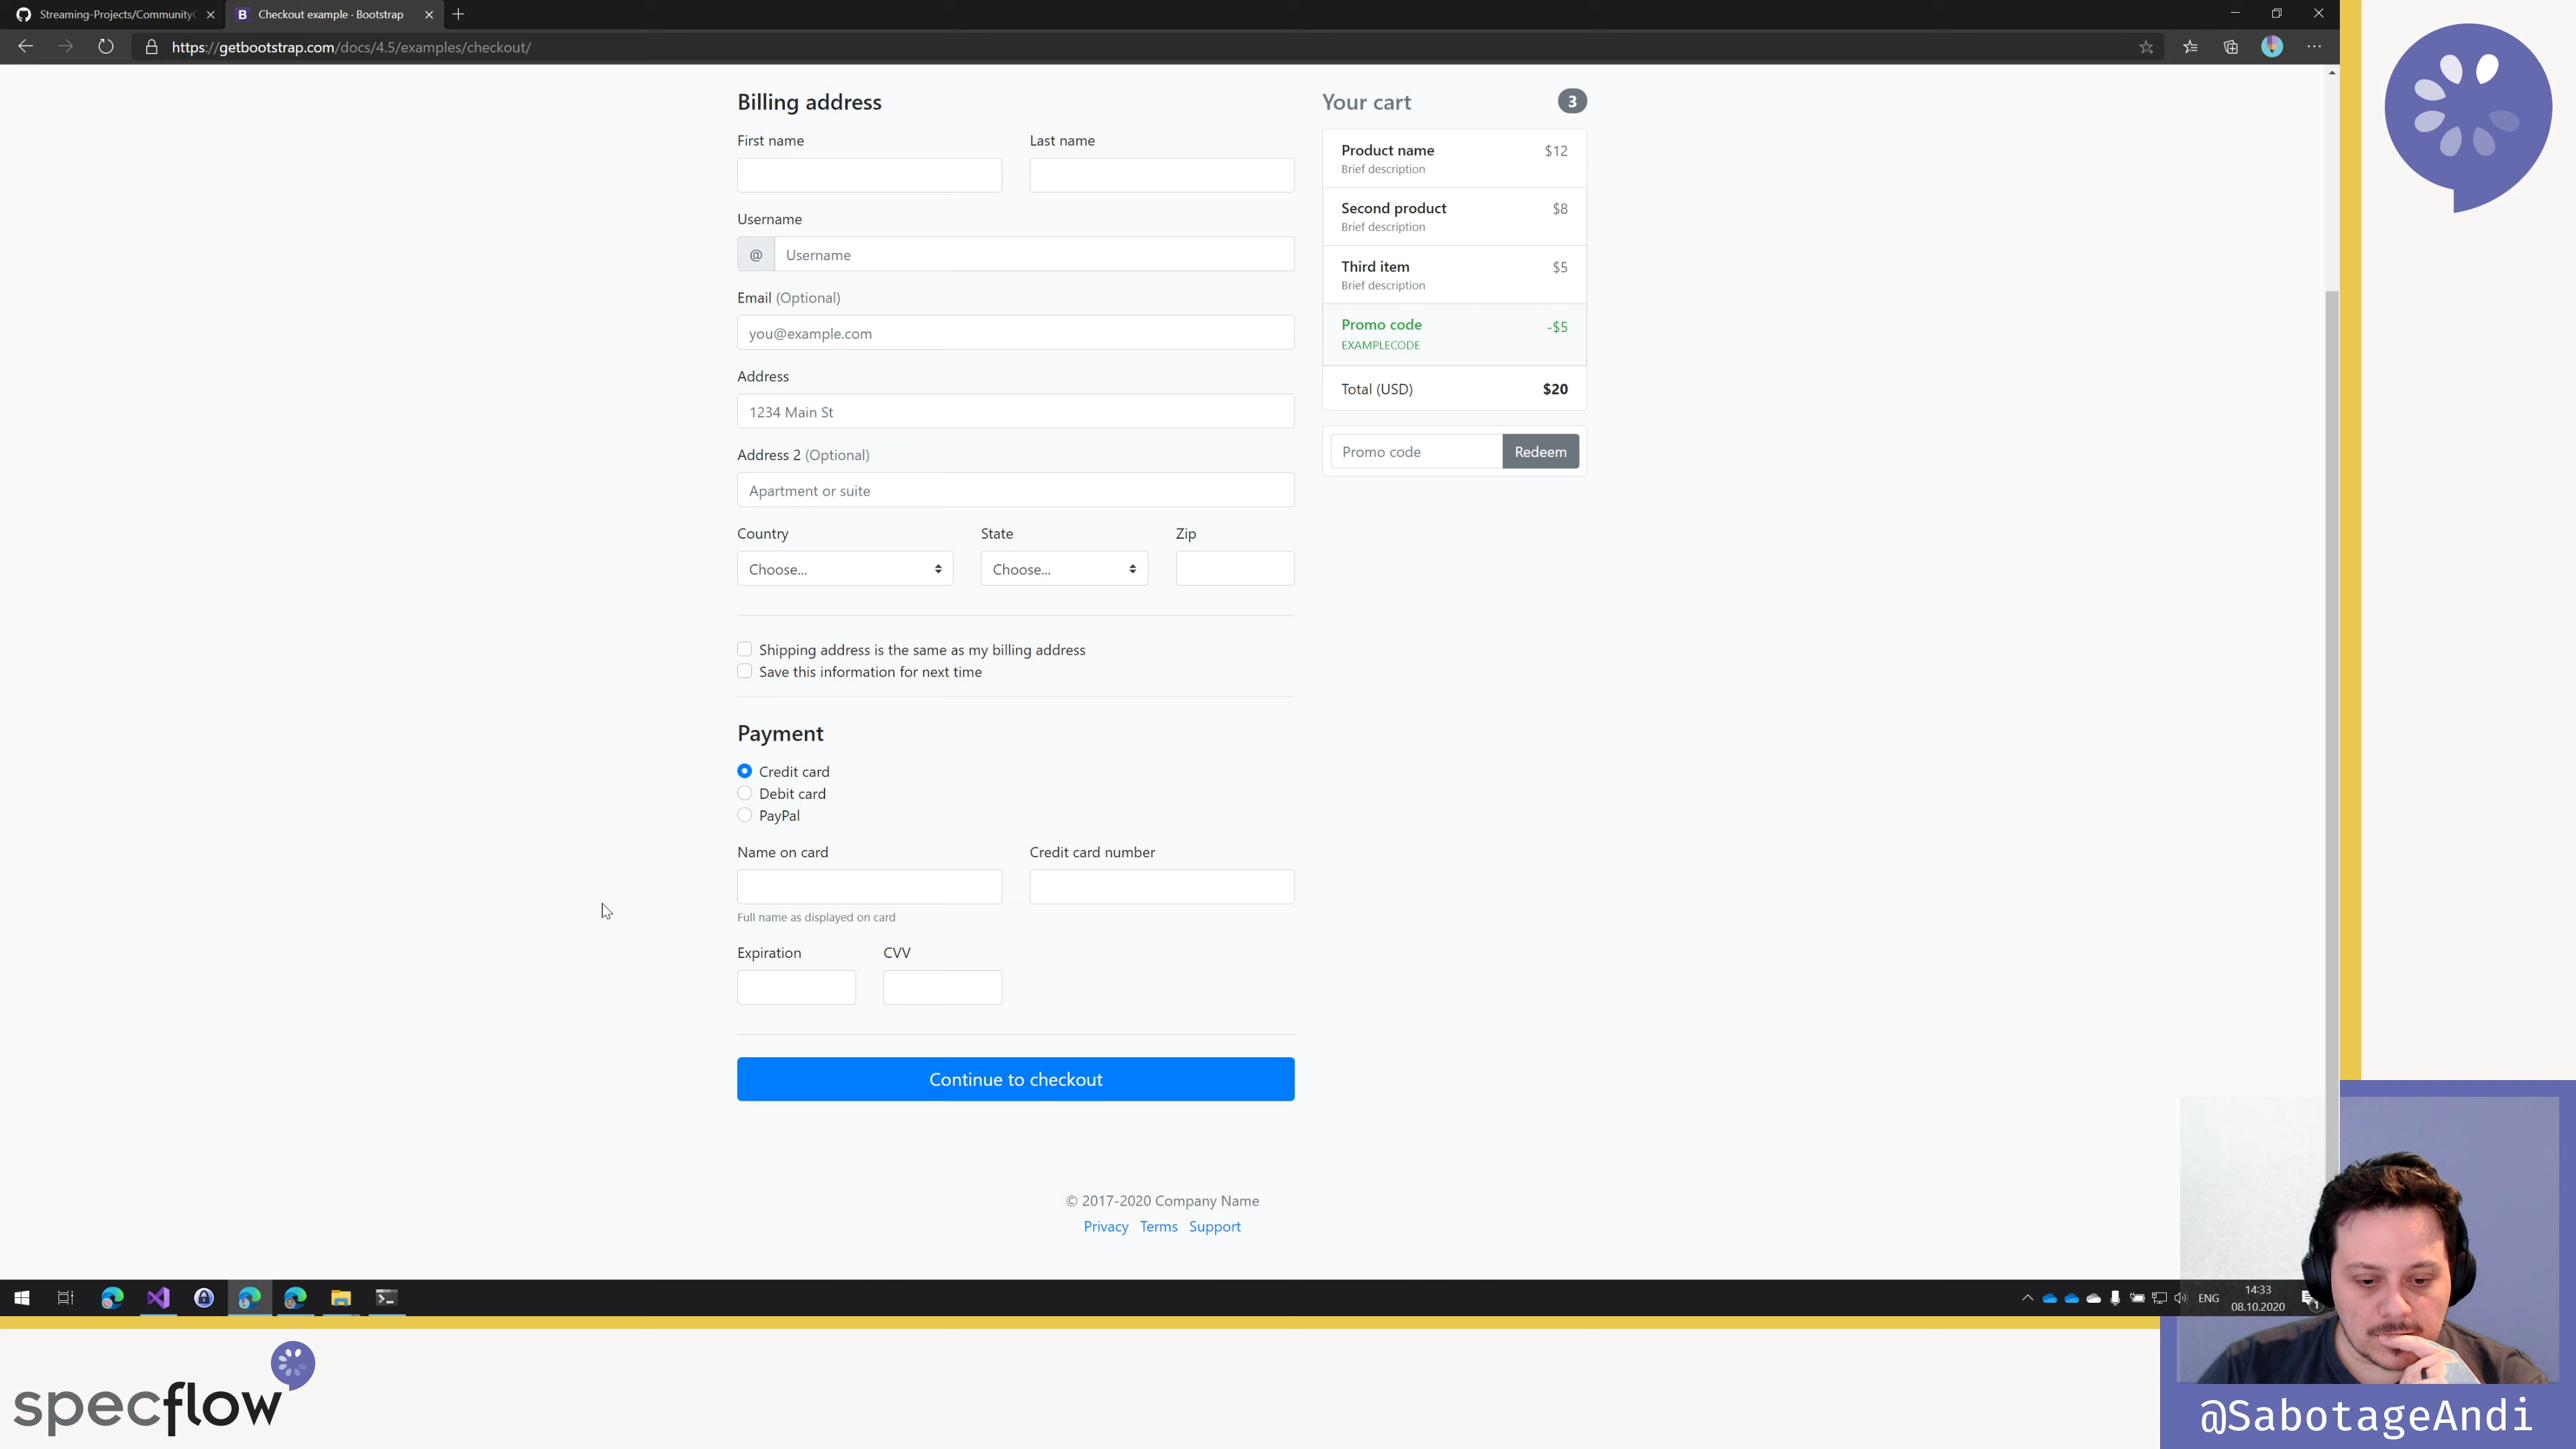 Streaming-Projects/Community
Checkout example · Bootstrap
https://getbootstrap.com/docs/4.5/examples/checkout/
Billing address
First name
Last name
Username
@
Username
Email (Optional)
you@example.com
Address
1234 Main St
Address 2 (Optional)
Apartment or suite
Country
State
Zip
Choose...
Choose...
Shipping address is the same as my billing address
Save this information for next time
Payment
Credit card
Debit card
PayPal
Name on card
Credit card number
Full name as displayed on card
Expiration
CVV
Continue to checkout
Your cart
3
Product name
$12
Brief description
Second product
$8
Brief description
Third item
$5
Brief description
Promo code
-$5
EXAMPLECODE
Total (USD)
$20
Promo code
Redeem
© 2017-2020 Company Name
Privacy Terms Support
ENG
14:33
08.10.2020
1
specflow
@SabotageAndi